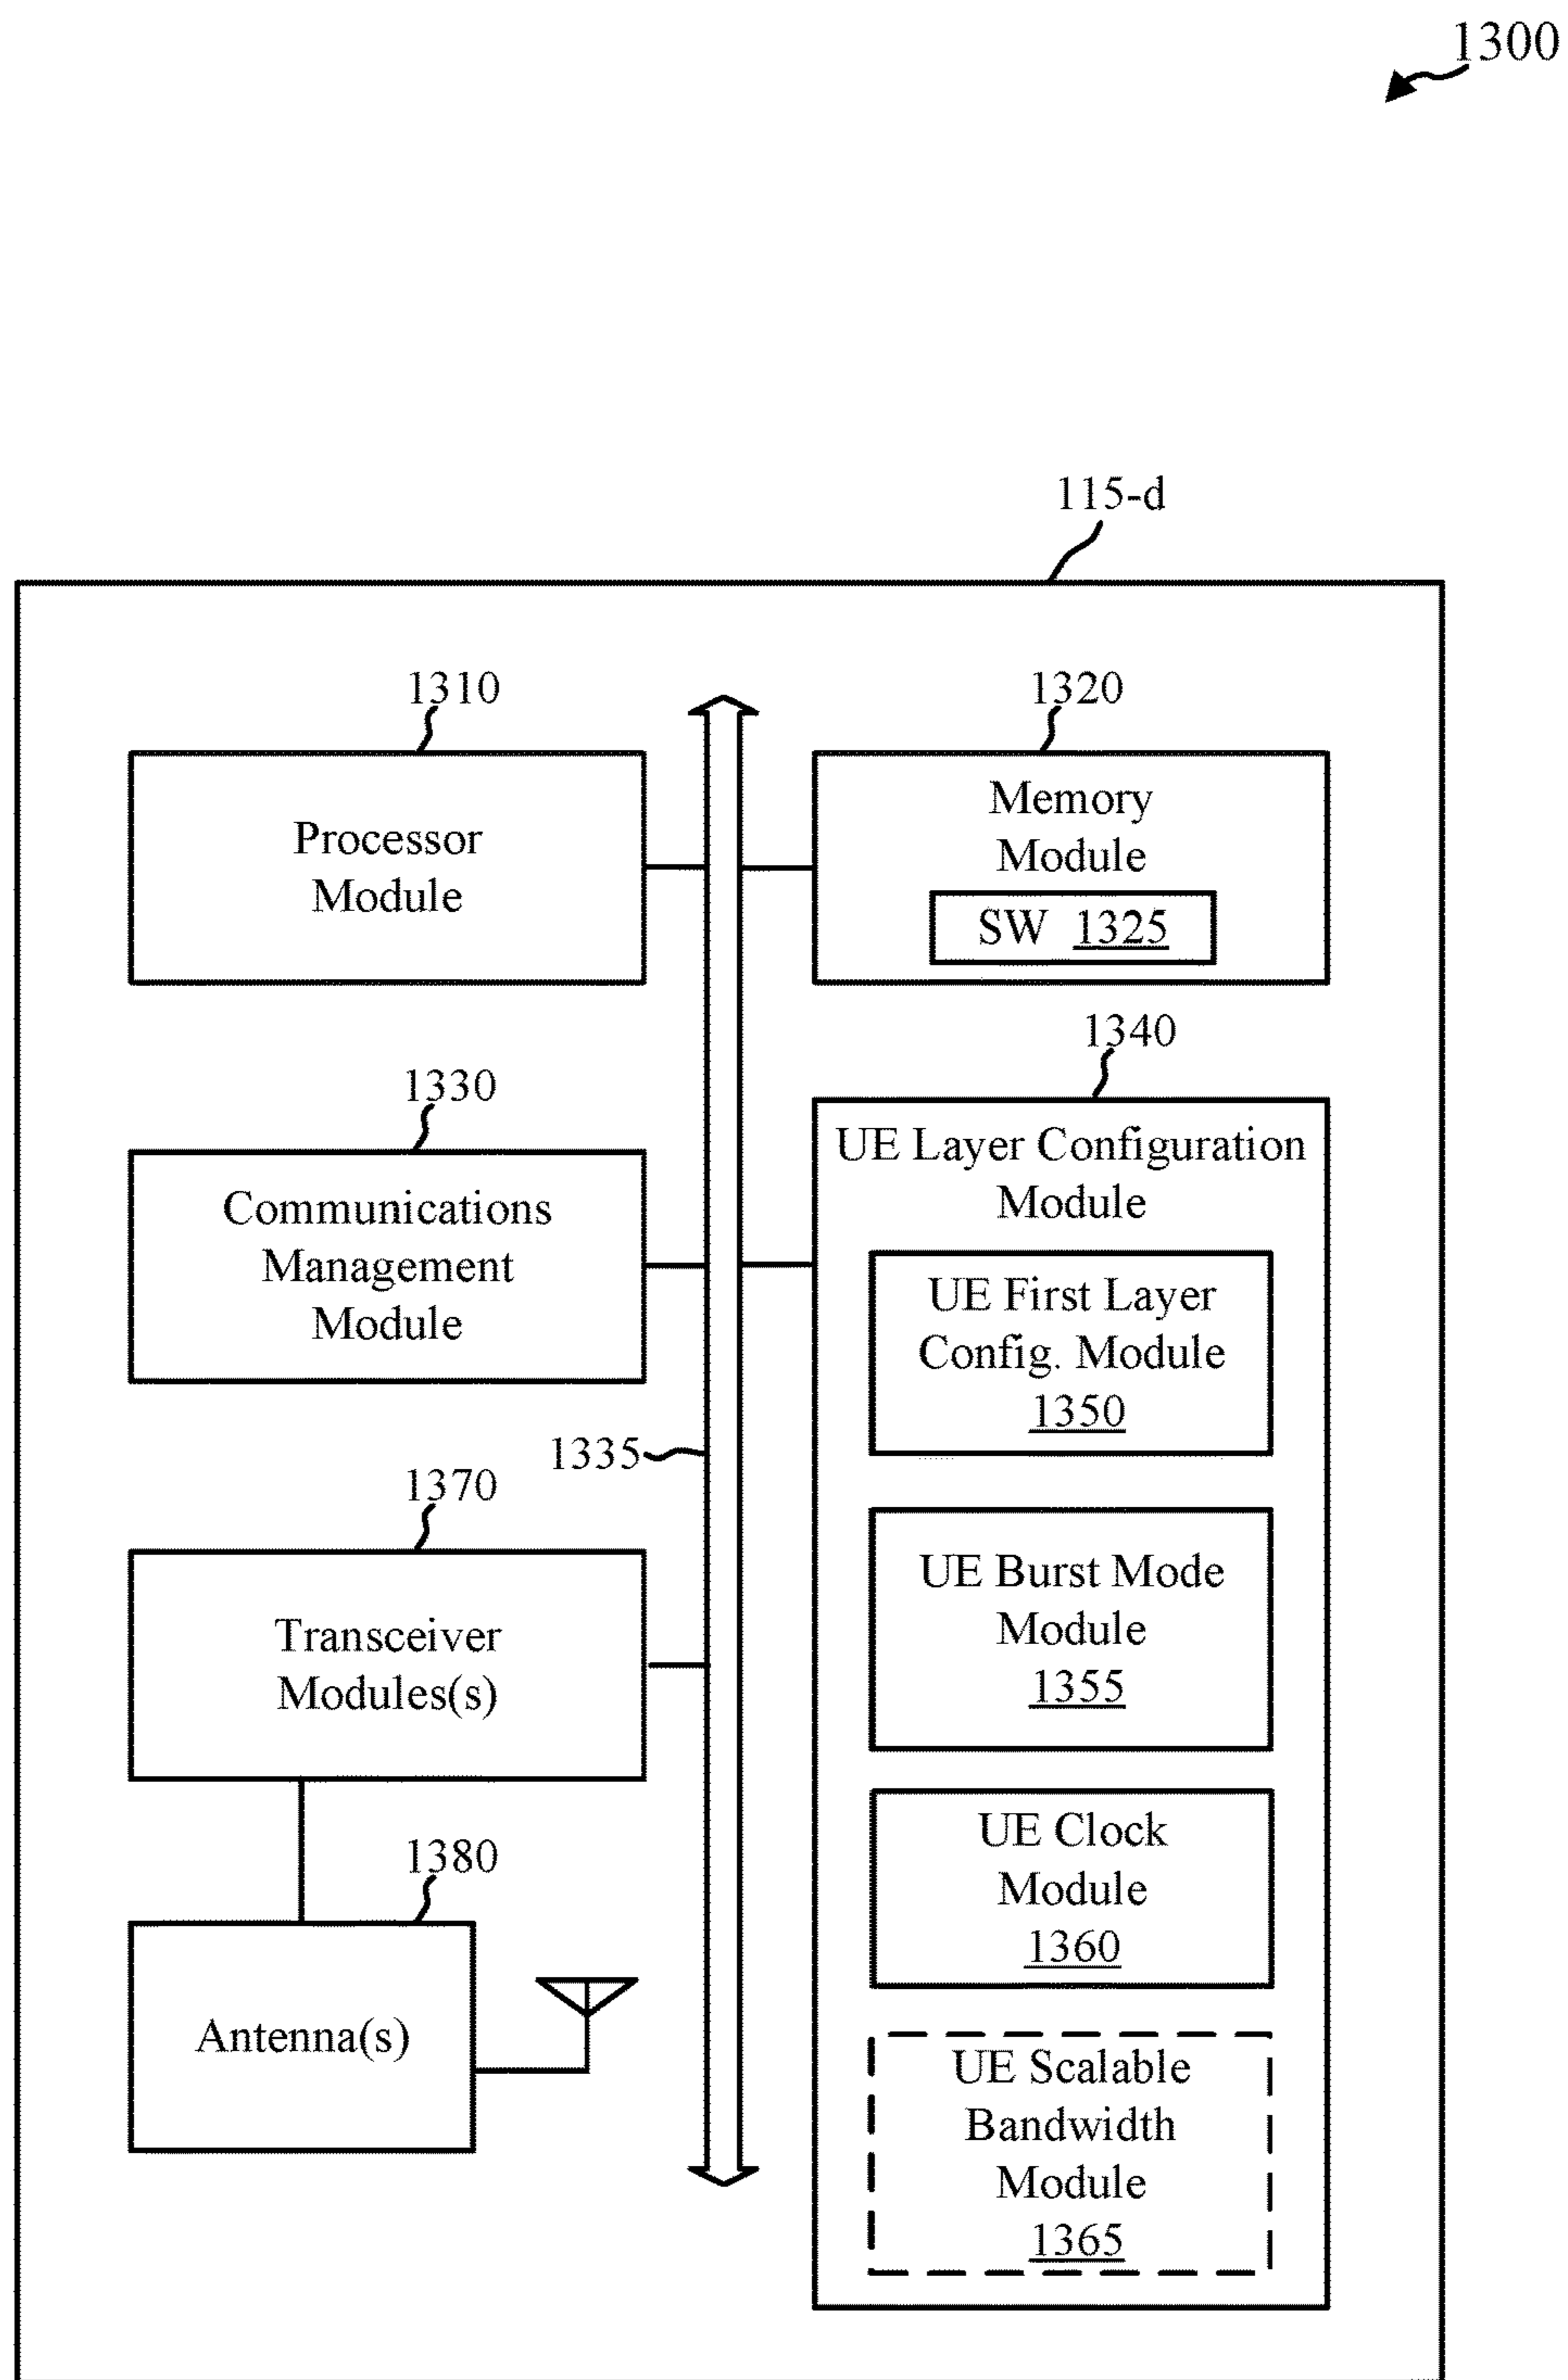 1300
115-d
1310
1320
Processor
Module
Memory
Module
SW 1325
1330
1340
Communications
Management
Module
UE Layer Configuration
Module
UE First Layer
Config. Module
1350
1335
1370
Transceiver
Modules(s)
UE Burst Mode
Module
1355
1380
Antenna(s)
UE Clock
Module
1360
UE Scalable
Bandwidth
Module
1365